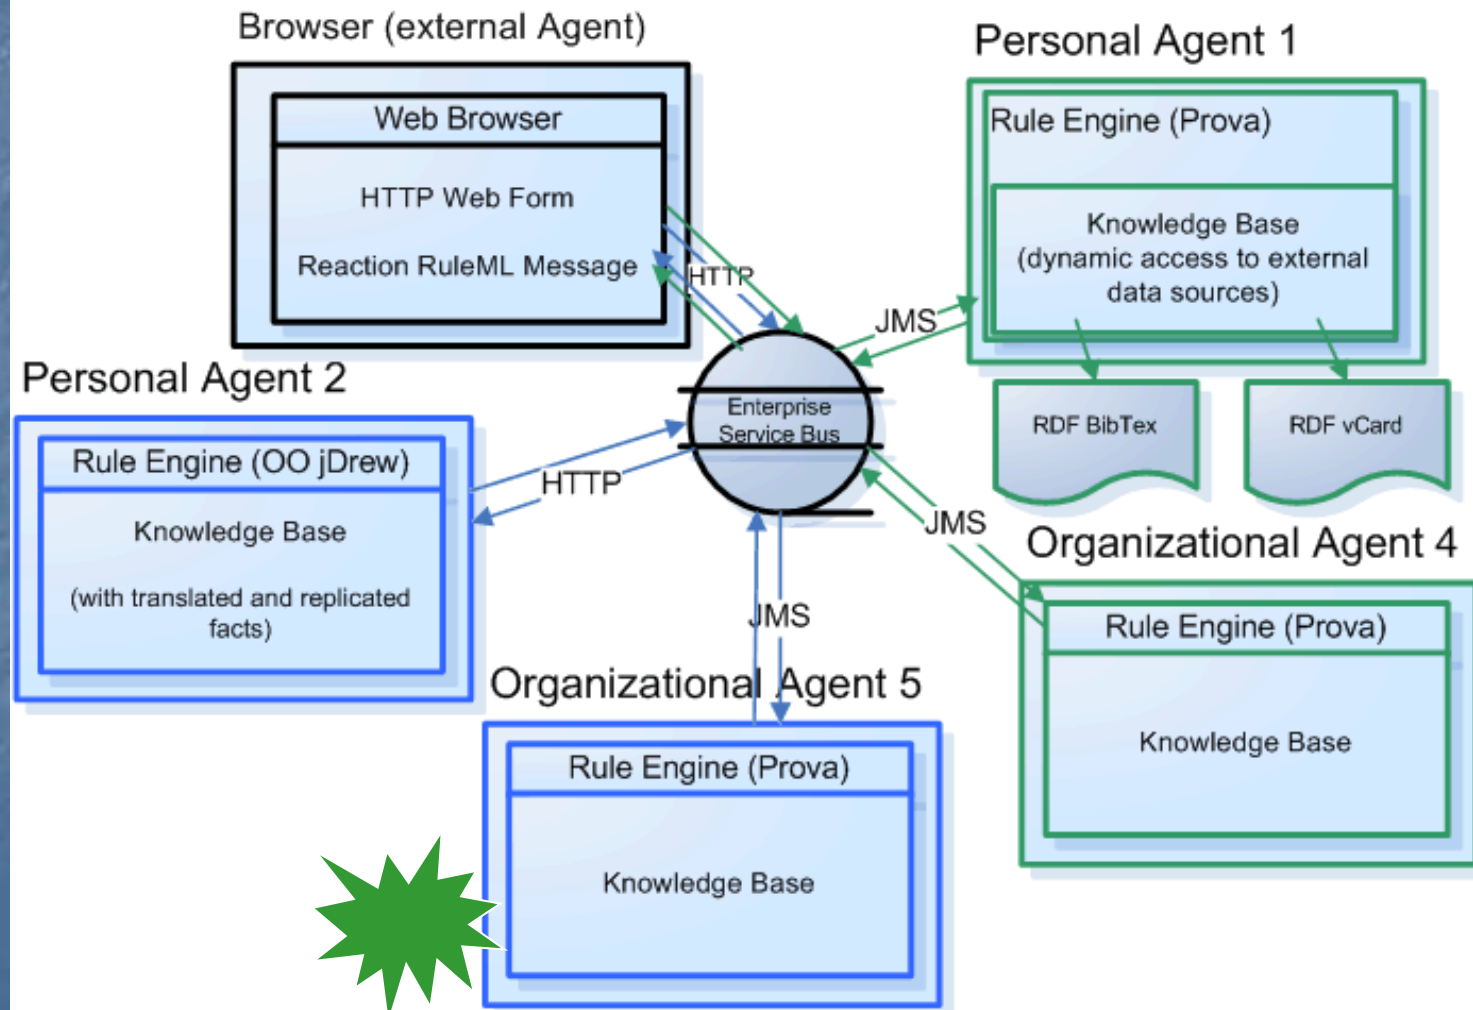 Browser (external Agent)
Web Browser
HTTP Web Form
Reaction RuleML Message
HTTP
Personal Agent 1
Rule Engine (Prova)
Knowledge Base
(dynamic access to external
data sources)
JMS
RDF BibTex
RDF vCard
Personal Agent 2
Rule Engine (OO jDrew)
Knowledge Base
(with translated and replicated
facts)
HTTP
Enterprise
Service Bus
JMS
Organizational Agent 4
Rule Engine (Prova)
Knowledge Base
JMS
Organizational Agent 5
Rule Engine (Prova)
Knowledge Base